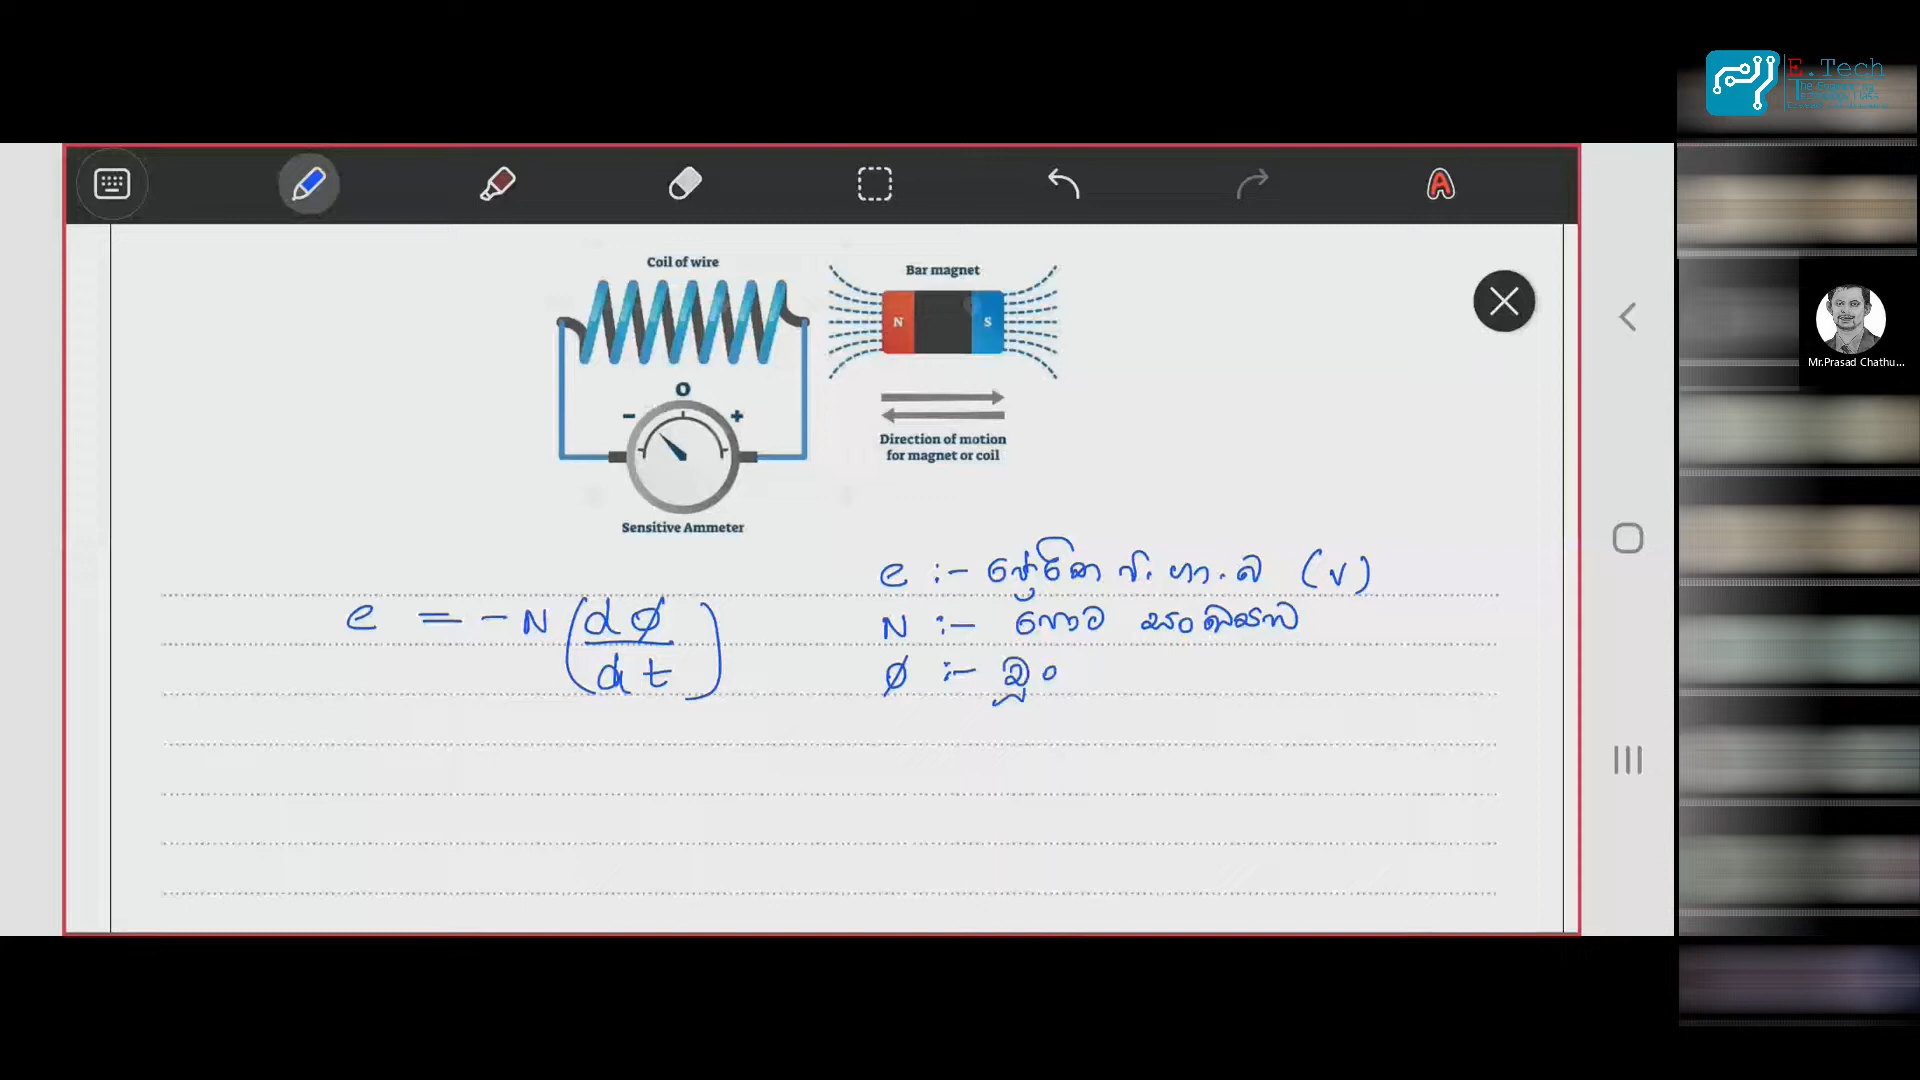 E.Tech
Coil of wire
Bar magnet
N S
O
- +
Direction of motion
for magnet or coil
Sensitive Ammeter
Mr.Prasad Chathu...
e = -N(dϕ/dt)
e :- ප්‍රේරිත වි. ගා. බ (v)
N :- පොට සංඛ්‍යාව
ϕ :-